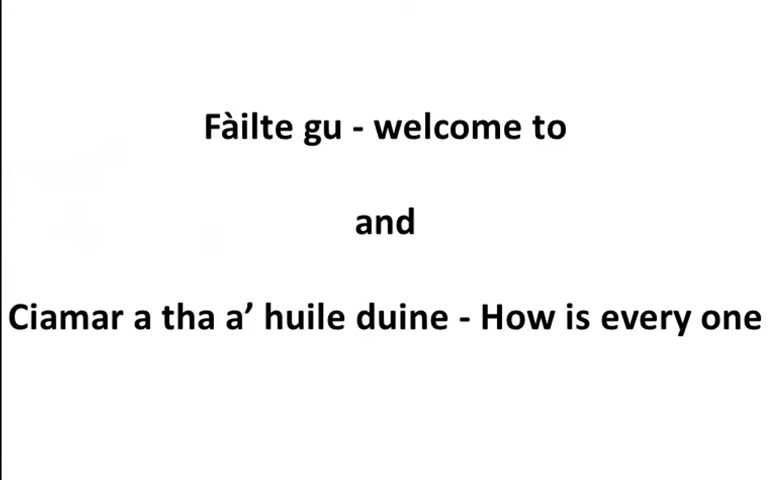 Fàilte gu - welcome to
and
Ciamar a tha a’ huile duine - How is every one